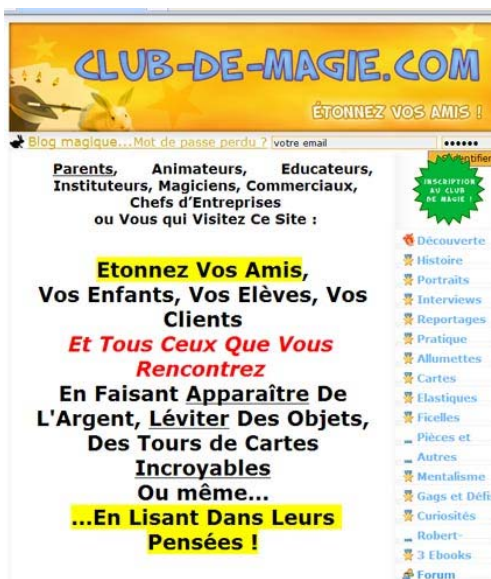 CLUB-DE-MAGIE.COM
ÉTONNEZ VOS AMIS !
Blog magique...Mot de passe perdu ? votre email
Parents, Animateurs, Educateurs,
Instituteurs, Magiciens, Commerciaux,
Chefs d'Entreprises
ou Vous qui Visitez Ce Site :
Etonnez Vos Amis,
Vos Enfants, Vos Elèves, Vos
Clients
Et Tous Ceux Que Vous
Rencontrez
En Faisant Apparaître De
L'Argent, Léviter Des Objets,
Des Tours de Cartes
Incroyables
Ou même...
...En Lisant Dans Leurs
Pensées !
INSCRIPTION
AU CLUB
DE MAGIE !
Découverte
Histoire
Portraits
Interviews
Reportages
Pratique
Allumettes
Cartes
Elastiques
Ficelles
Pièces et
Autres
Mentalisme
Gags et Défi
Curiosités
Robert-
3 Ebooks
Forum